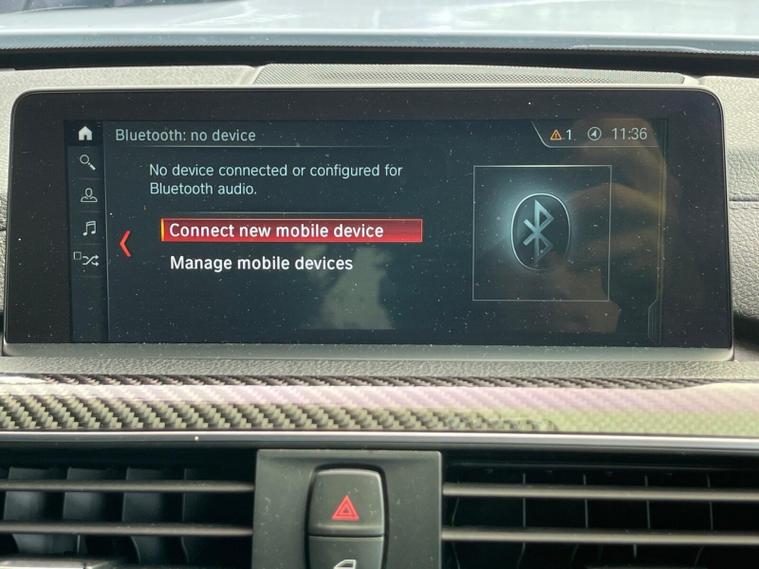 Bluetooth: no device
1
11:36
No device connected or configured for
Bluetooth audio.
Connect new mobile device
Manage mobile devices